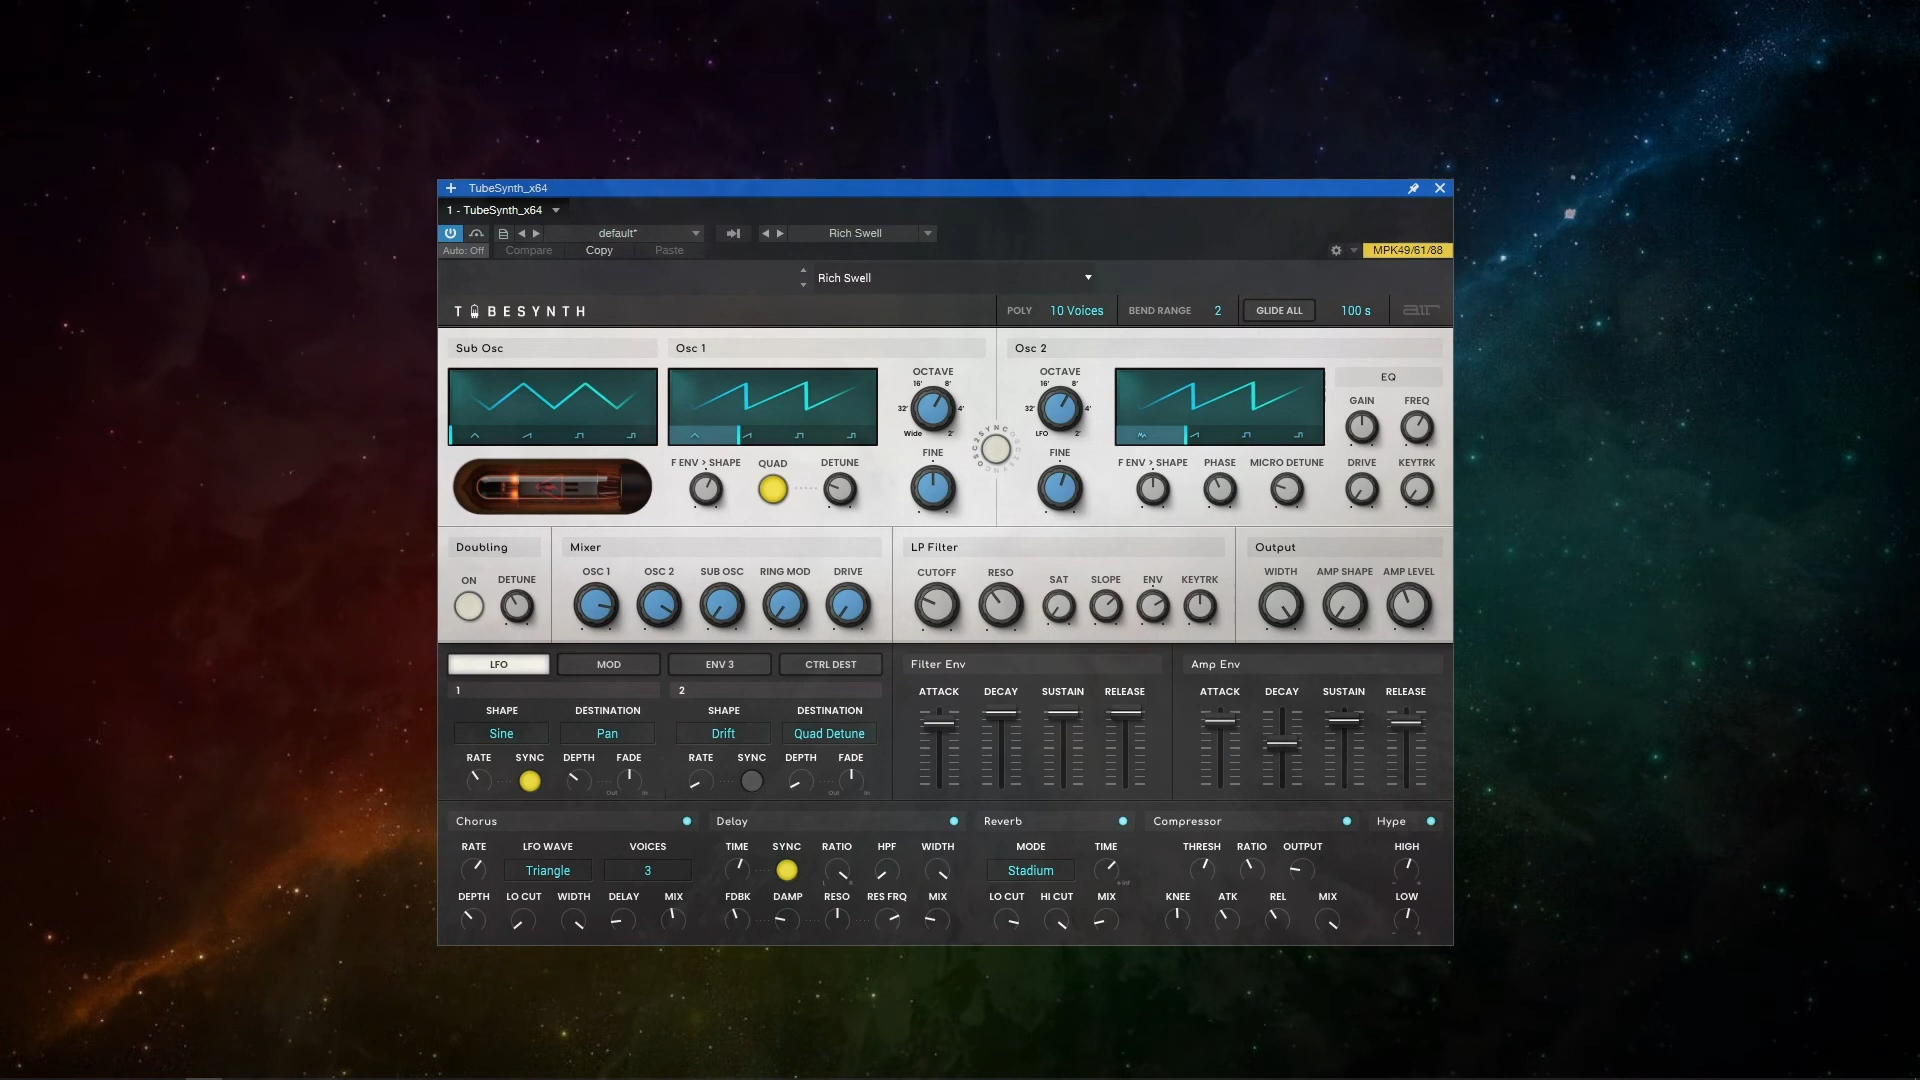 TubeSynth_x64
1 - TubeSynth_x64
default* Rich Swell
Auto: Off Compare Copy Paste MPK49/61/88
Rich Swell
TUBESYNTH POLY 10 Voices BEND RANGE 2 GLIDE ALL 100 s air
Sub Osc Osc 1 Osc 2
OCTAVE OCTAVE EQ
16' 8' 16' 8' GAIN FREQ
32' 4' 32' 4'
Wide 2' LFO 2'
OSC2SYNC OSC2SYNC
FINE FINE
F ENV > SHAPE QUAD DETUNE F ENV > SHAPE PHASE MICRO DETUNE DRIVE KEYTRK
Doubling Mixer LP Filter Output
OSC 1 OSC 2 SUB OSC RING MOD DRIVE CUTOFF RESO WIDTH AMP SHAPE AMP LEVEL
ON DETUNE SAT SLOPE ENV KEYTRK
LFO MOD ENV 3 CTRL DEST Filter Env Amp Env
1 2
ATTACK DECAY SUSTAIN RELEASE ATTACK DECAY SUSTAIN RELEASE
SHAPE DESTINATION SHAPE DESTINATION
Sine Pan Drift Quad Detune
RATE SYNC DEPTH FADE RATE SYNC DEPTH FADE
Out In Out In
Chorus Delay Reverb Compressor Hype
RATE LFO WAVE VOICES TIME SYNC RATIO HPF WIDTH MODE TIME THRESH RATIO OUTPUT HIGH
Triangle 3 Stadium
L R + Inf - +
DEPTH LO CUT WIDTH DELAY MIX FDBK DAMP RESO RES FRQ MIX LO CUT HI CUT MIX KNEE ATK REL MIX LOW
- +